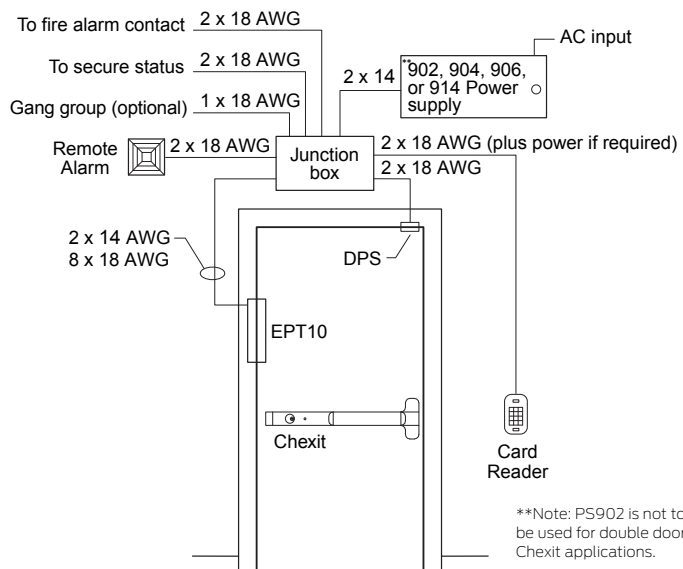 To fire alarm contact
2 x 18 AWG
To secure status
2 x 18 AWG
Gang group (optional)
1 x 18 AWG
Remote
Alarm
2 x 18 AWG
Junction
box
2 x 14
**902, 904, 906,
or 914 Power
supply
AC input
2 x 18 AWG (plus power if required)
2 x 18 AWG
2 x 14 AWG
8 x 18 AWG
DPS
EPT10
Chexit
Card
Reader
**Note: PS902 is not to
be used for double door
Chexit applications.